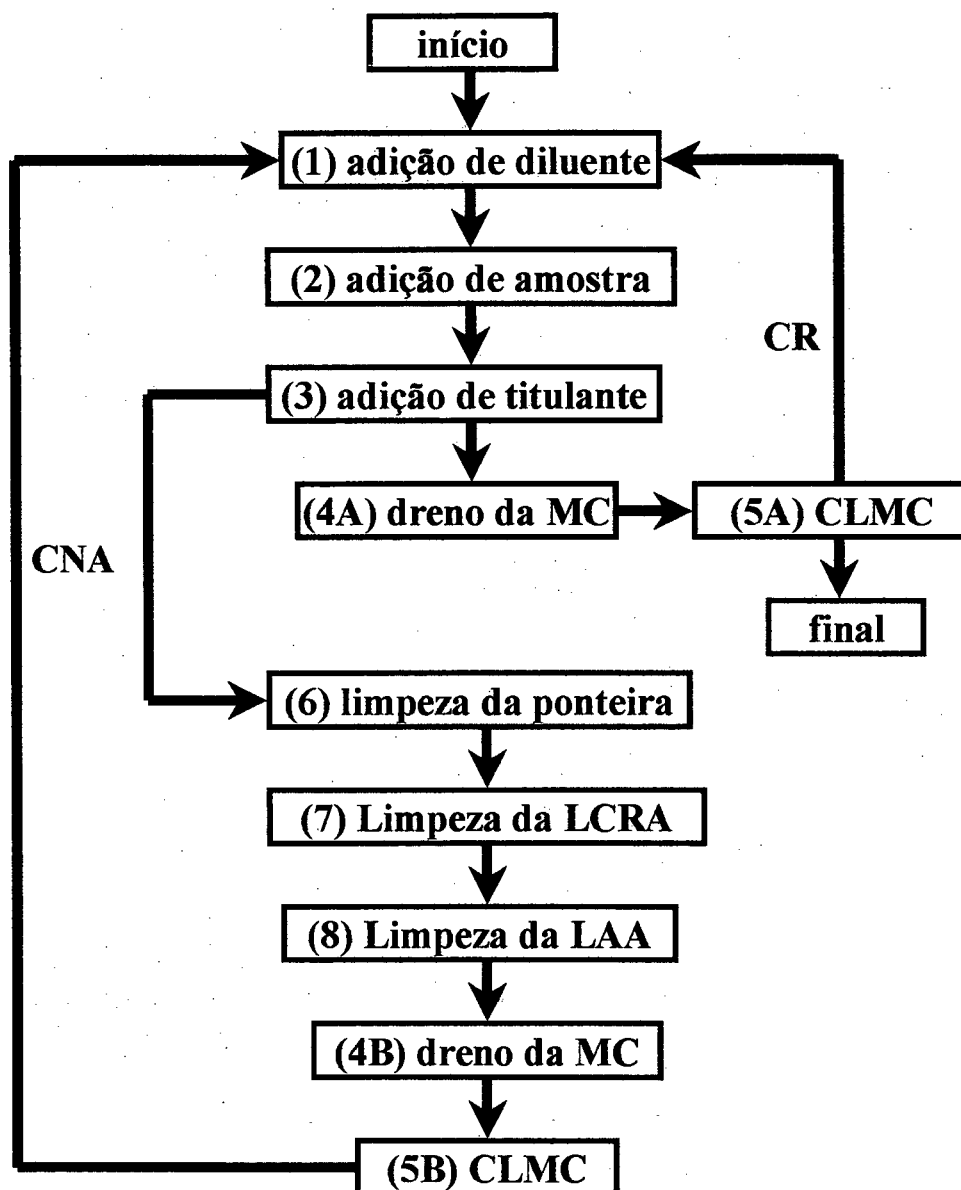 início
(1) adição de diluente
(2) adição de amostra
CR
(3) adição de titulante
(4A) dreno da MC
(5A) CLMC
CNA
final
(6) limpeza da ponteira
(7) Limpeza da LCRA
(8) Limpeza da LAA
(4B) dreno da MC
(5B) CLMC